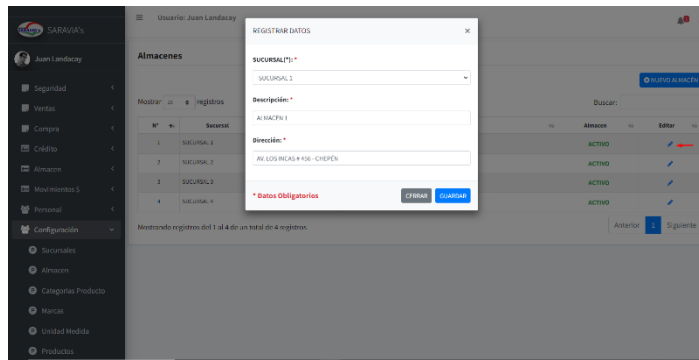 SARAVIA's
Juan Landacay
Seguridad
Ventas
Compra
Crédito
Almacen
Movimientos S
Personal
Configuración
Sucursales
Almacen
Categorias Producto
Marcas
Unidad Medida
Productos
Usuario: Juan Landacay
Almacenes
NUEVO ALMACÉN
Mostrar 10 registros
Buscar:
N° Sucursal Almacen Editar
1 SUCURSAL 1 ACTIVO
2 SUCURSAL 2 ACTIVO
3 SUCURSAL 3 ACTIVO
4 SUCURSAL 4 ACTIVO
Mostrando registros del 1 al 4 de un total de 4 registros
Anterior 1 Siguiente
REGISTRAR DATOS ×
SUCURSAL(*): *
SUCURSAL 1
Descripción: *
ALMACÉN 1
Dirección: *
AV. LOS INCAS # 456 - CHEPÉN
* Datos Obligatorios
CERRAR GUARDAR